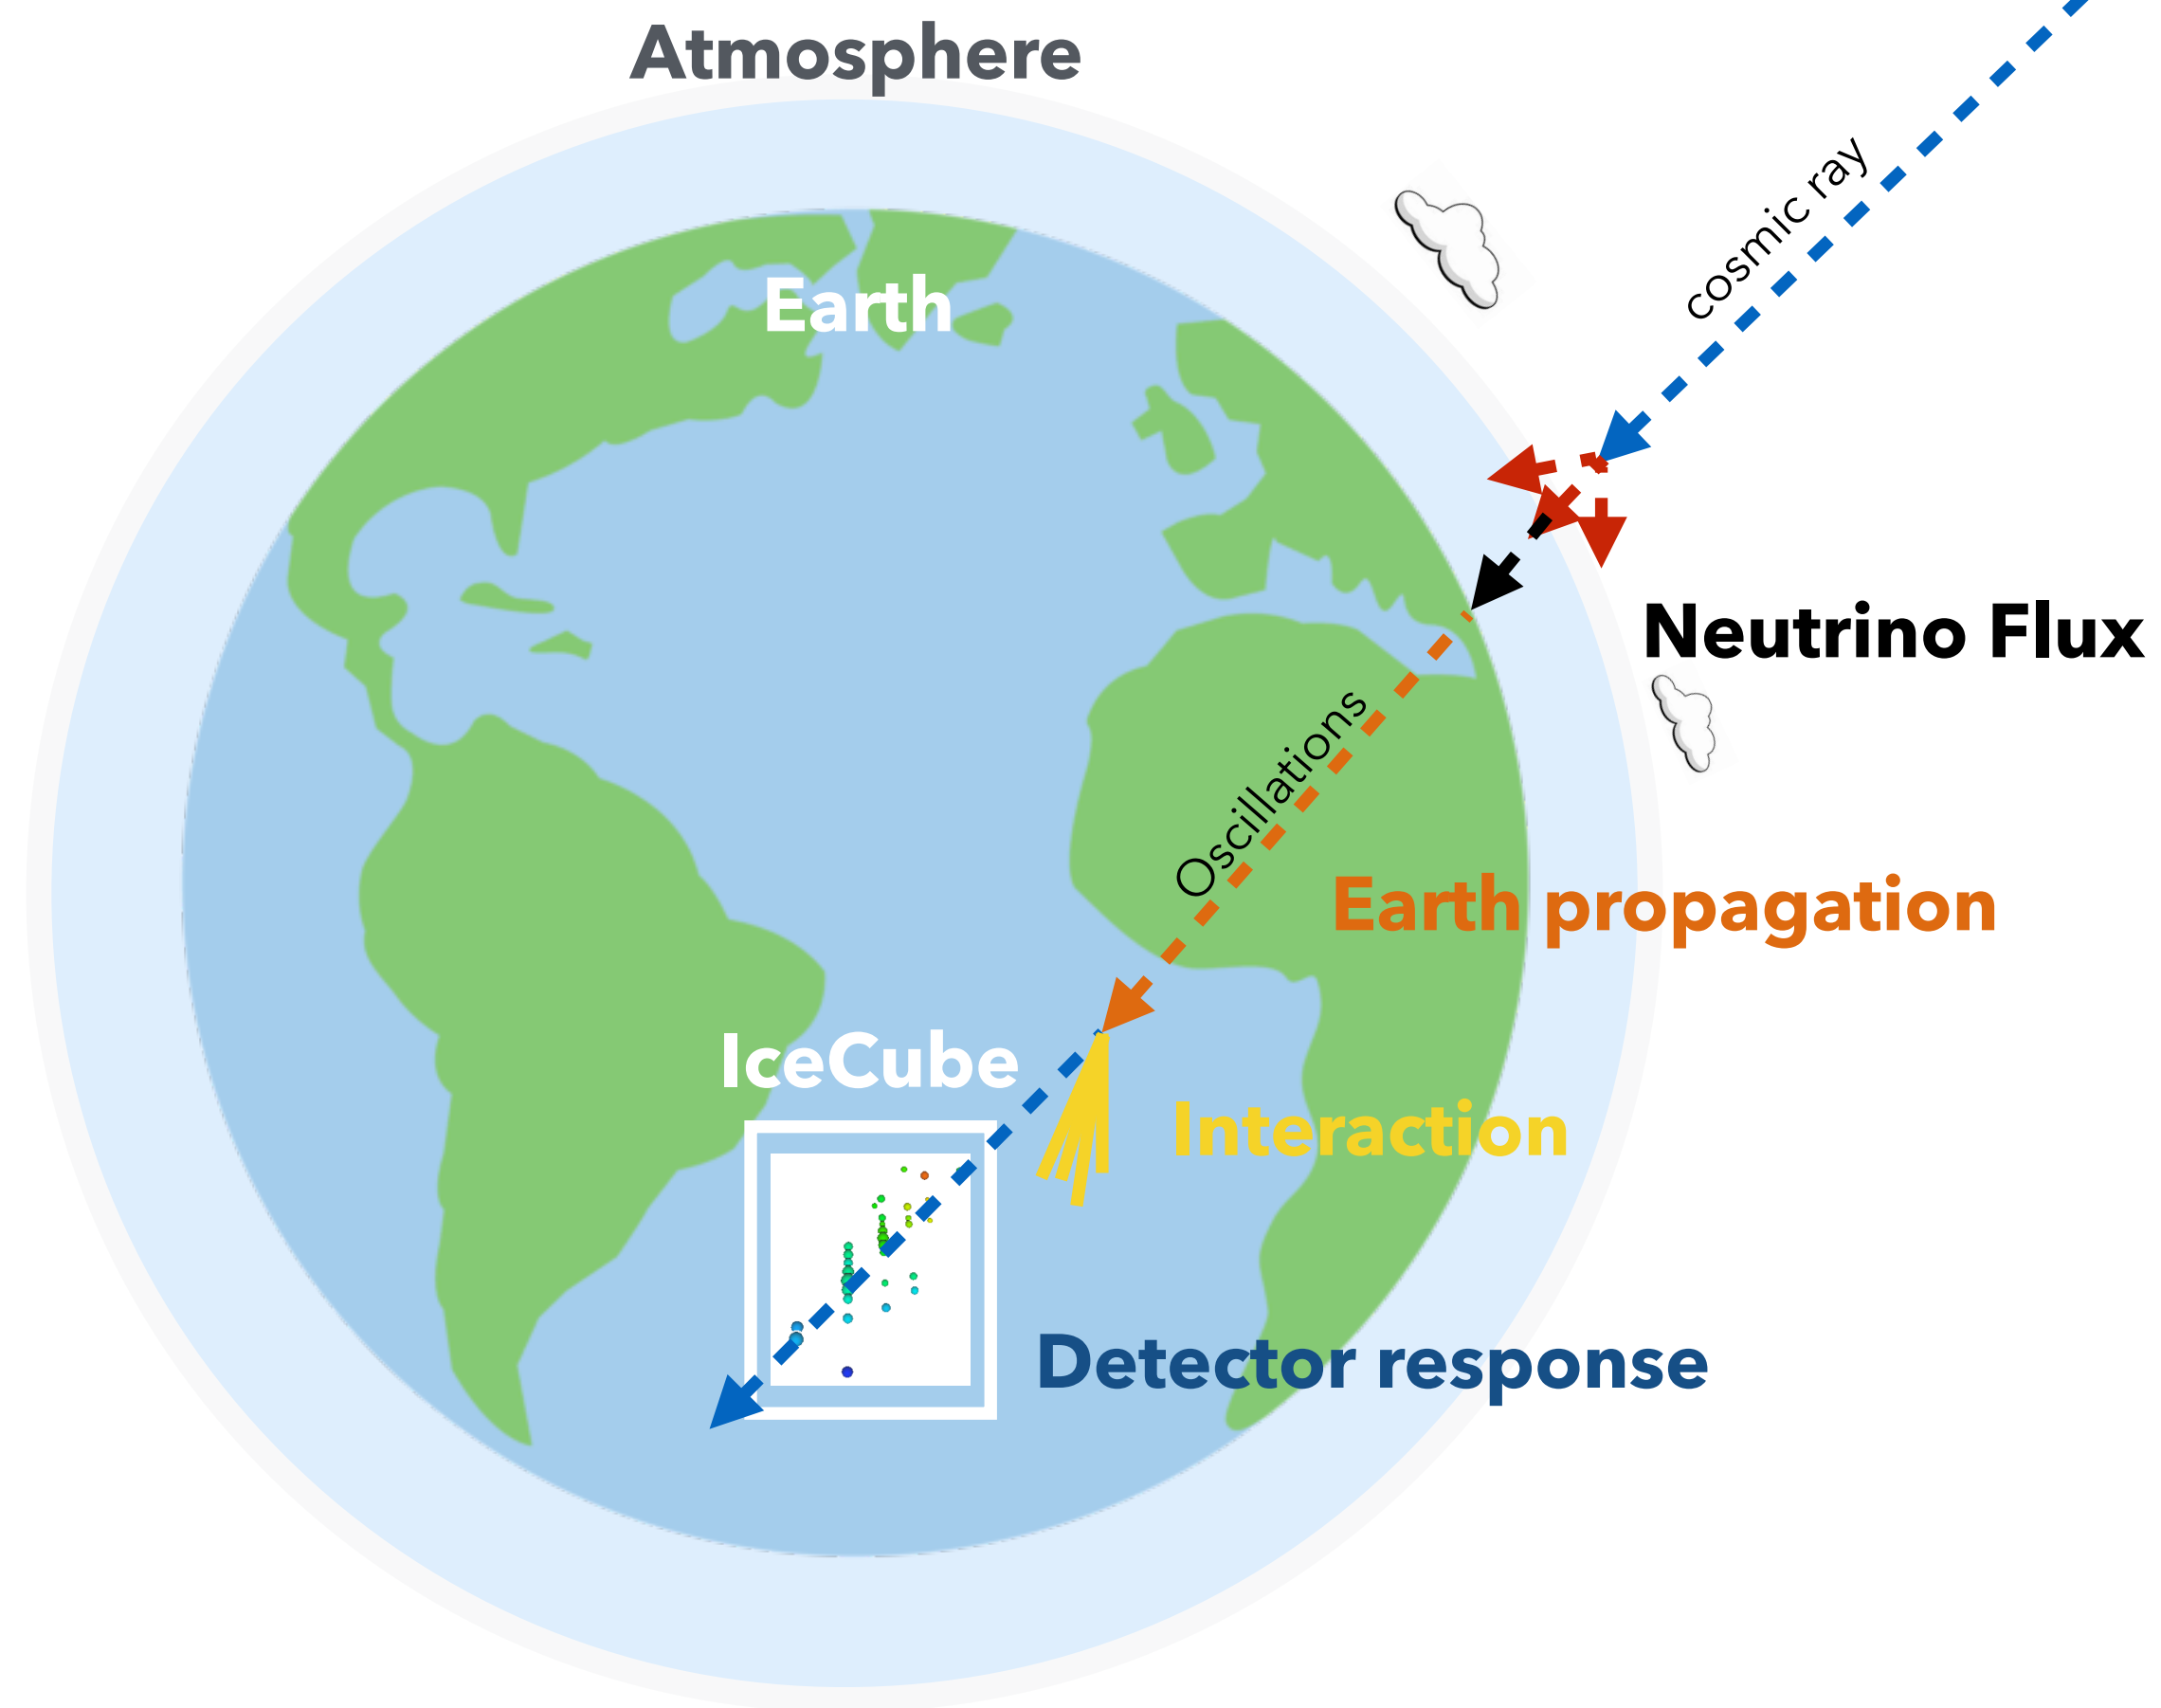 Atmosphere
cosmic ray
Earth
Neutrino Flux
Oscillations
Earth propagation
IceCube
Interaction
Detector response